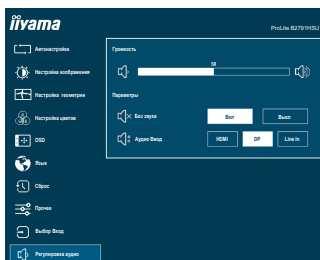 iiyama
ProLite B2791HSU
Автонастройка
Настройка изображения
Настройка геометрии
Настройка цветов
OSD
Язык
Сброс
Прочее
Выбор Вход
Регулировка аудио
Громкость
50
Параметры
Без звука
Вкл
Выкл
Аудио Ввод
HDMI
DP
Line In